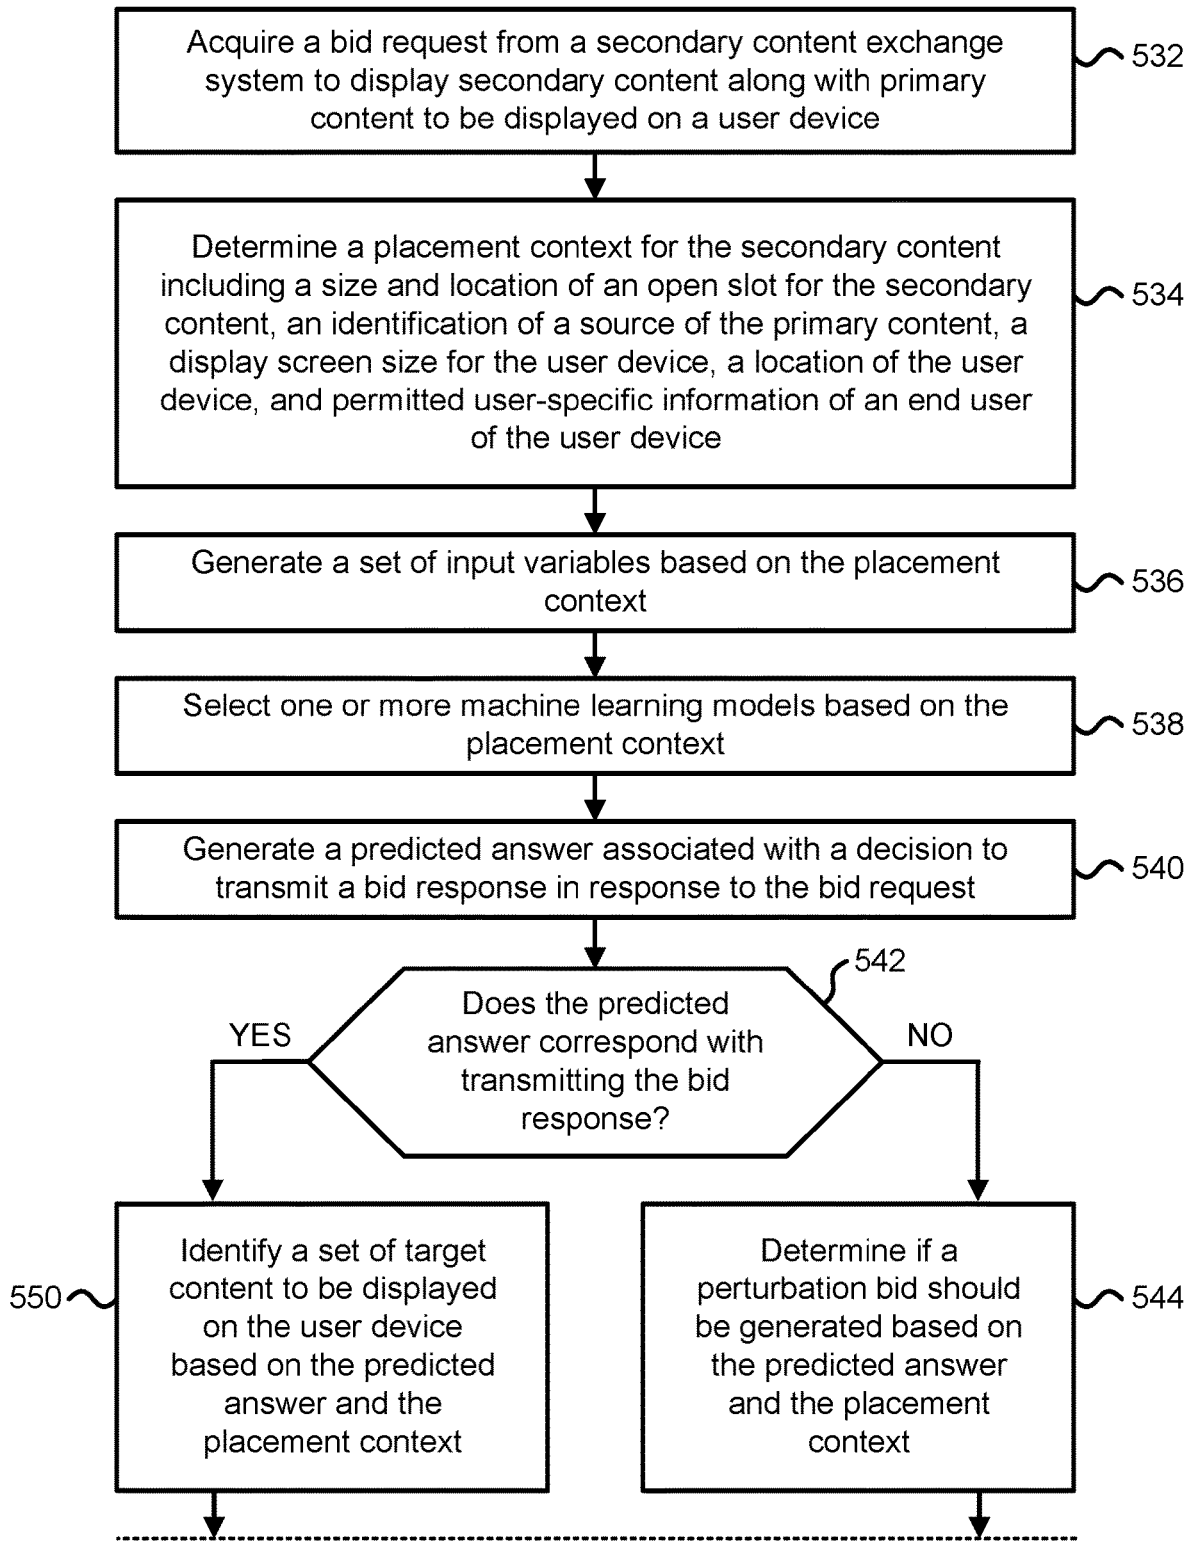 Acquire a bid request from a secondary content exchange
system to display secondary content along with primary
content to be displayed on a user device
532
Determine a placement context for the secondary content
including a size and location of an open slot for the secondary
content, an identification of a source of the primary content, a
display screen size for the user device, a location of the user
device, and permitted user-specific information of an end user
of the user device
534
Generate a set of input variables based on the placement
context
536
Select one or more machine learning models based on the
placement context
538
Generate a predicted answer associated with a decision to
transmit a bid response in response to the bid request
540
542
Does the predicted
answer correspond with
transmitting the bid
response?
YES
NO
Identify a set of target
content to be displayed
on the user device
based on the predicted
answer and the
placement context
550
Determine if a
perturbation bid should
be generated based on
the predicted answer
and the placement
context
544